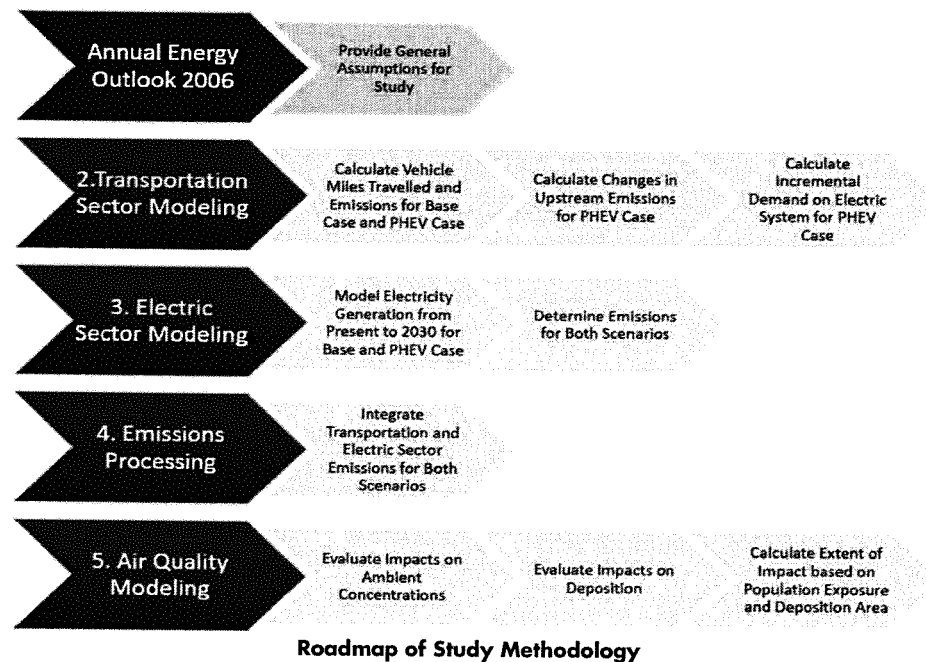 Annual Energy
Outlook 2006
Provide General
Assumptions for
Study
2.Transportation
Sector Modeling
Calculate Vehicle
Miles Travelled and
Emissions for Base
Case and PHEV Case
Calculate Changes in
Upstream Emissions
for PHEV Case
Calculate
Incremental
Demand on Electric
System for PHEV
Case
3. Electric
Sector Modeling
Model Electricity
Generation from
Present to 2030 for
Base and PHEV Case
Deternine Emissions
for Both Scenarios
4. Emissions
Processing
Integrate
Transportation and
Electric Sector
Emissions for Both
Scenarios
5. Air Quality
Modeling
Evaluate Impacts on
Ambient
Concentrations
Evaluate Impacts on
Deposition
Calculate Extent of
Impact based on
Population Exposure
and Deposition Area
Roadmap of Study Methodology